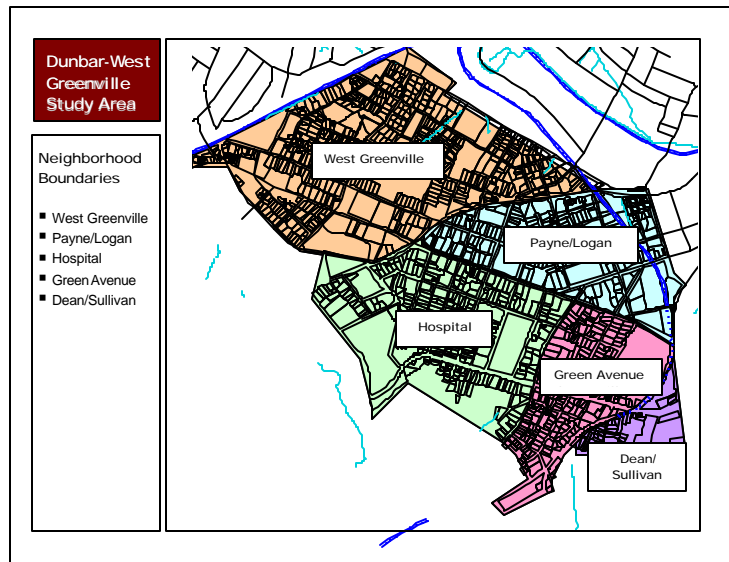 Dunbar-West
Greenville
Study Area
Neighborhood
Boundaries
▪ West Greenville
▪ Payne/Logan
▪ Hospital
▪ Green Avenue
▪ Dean/Sullivan
West Greenville
Payne/Logan
Hospital
Green Avenue
Dean/
Sullivan